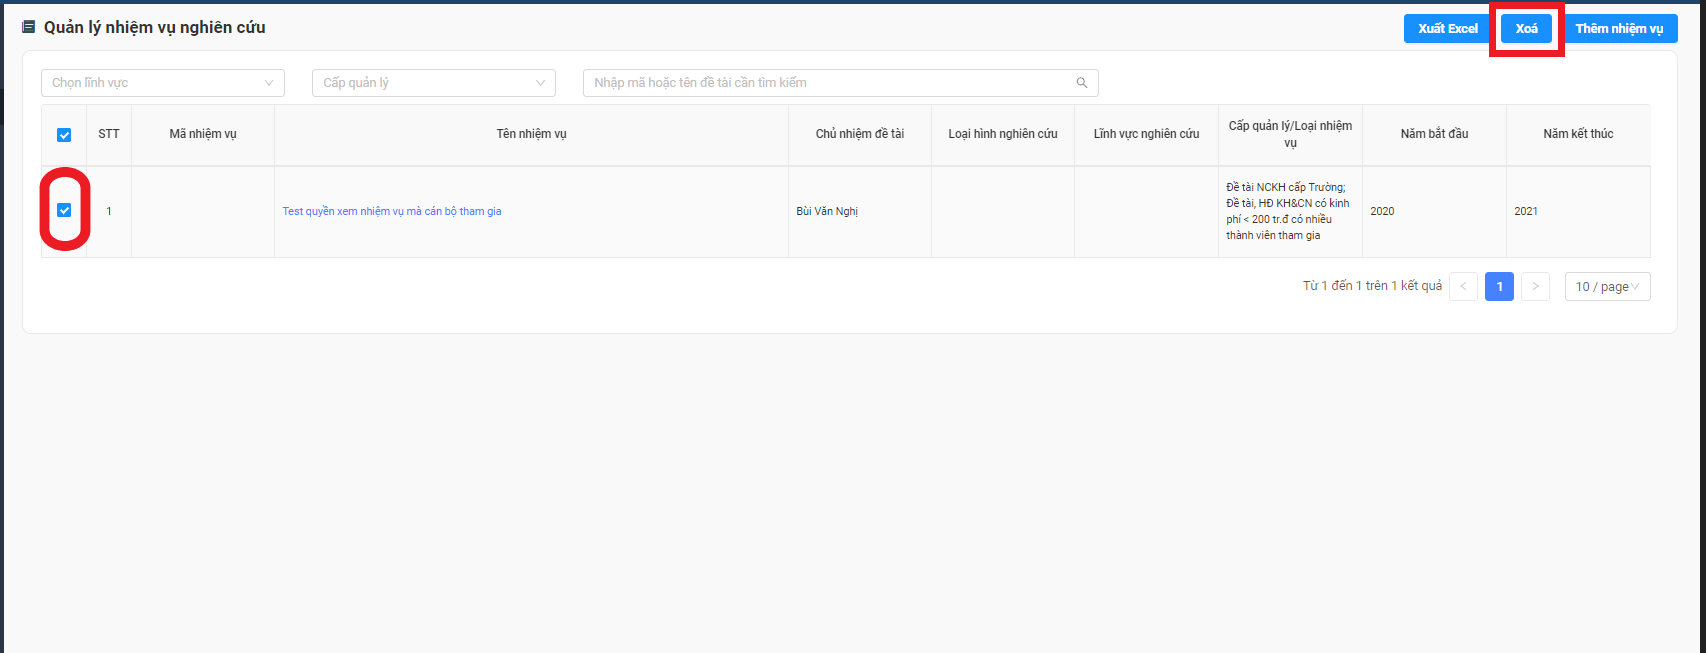 Quản lý nhiệm vụ nghiên cứu
Xuất Excel
Xoá
Thêm nhiệm vụ
Chọn lĩnh vực
Cấp quản lý
Nhập mã hoặc tên đề tài cần tìm kiếm
STT
Mã nhiệm vụ
Tên nhiệm vụ
Chủ nhiệm đề tài
Loại hình nghiên cứu
Lĩnh vực nghiên cứu
Cấp quản lý/Loại nhiệm
vụ
Năm bắt đầu
Năm kết thúc
1
Test quyền xem nhiệm vụ mà cán bộ tham gia
Bùi Văn Nghị
Đề tài NCKH cấp Trường;
Đề tài, HĐ KH&CN có kinh
phí < 200 tr.đ có nhiều
thành viên tham gia
2020
2021
Từ 1 đến 1 trên 1 kết quả
1
10 / page